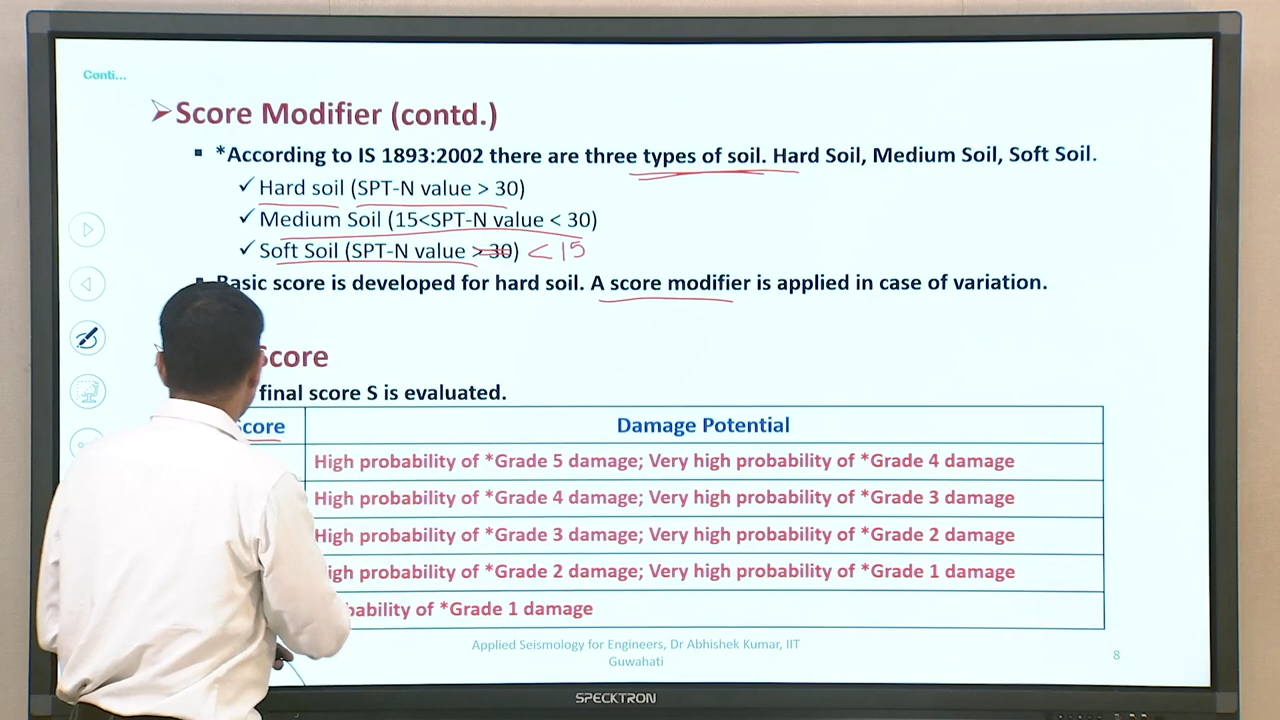 Conti...
➢Score Modifier (contd.)
▪ *According to IS 1893:2002 there are three types of soil. Hard Soil, Medium Soil, Soft Soil.
✓ Hard soil (SPT-N value > 30)
✓ Medium Soil (15<SPT-N value < 30)
✓ Soft Soil (SPT-N value > 30) < 15
▪ Basic score is developed for hard soil. A score modifier is applied in case of variation.
Score
final score S is evaluated.
Score Damage Potential
High probability of *Grade 5 damage; Very high probability of *Grade 4 damage
High probability of *Grade 4 damage; Very high probability of *Grade 3 damage
High probability of *Grade 3 damage; Very high probability of *Grade 2 damage
High probability of *Grade 2 damage; Very high probability of *Grade 1 damage
of *Grade 1 damage
Applied Seismology for Engineers, Dr Abhishek Kumar, IIT
Guwahati
8
SPECKTRON